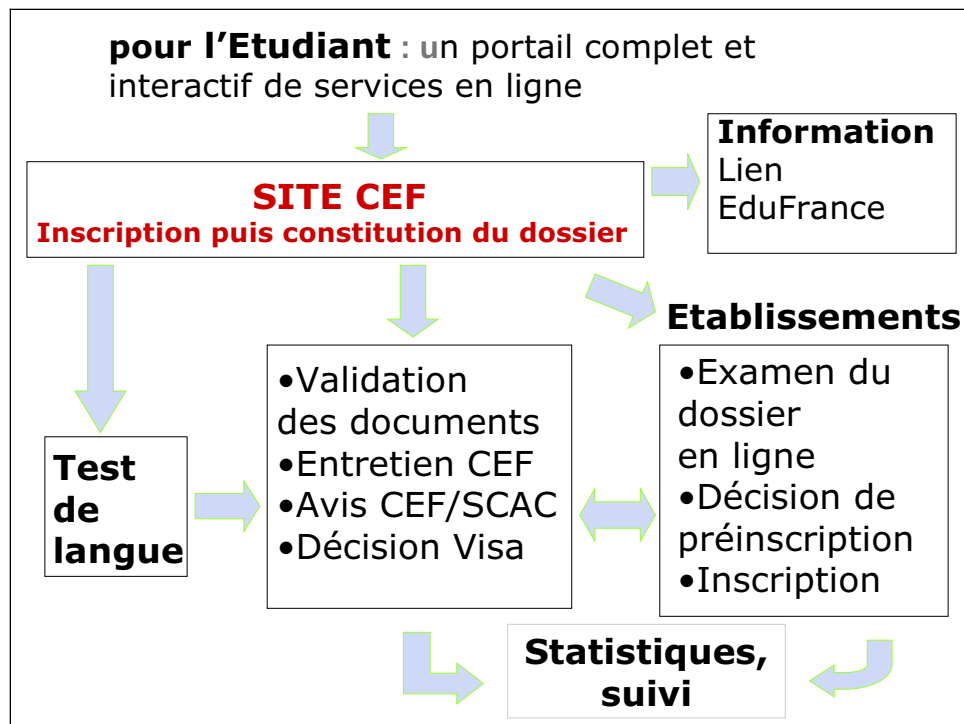 pour l’Etudiant : un portail complet et
interactif de services en ligne
Information
Lien
EduFrance
SITE CEF
Inscription puis constitution du dossier
Etablissements
•Validation
des documents
•Entretien CEF
•Avis CEF/SCAC
•Décision Visa
•Examen du
dossier
en ligne
•Décision de
préinscription
•Inscription
Test
de
langue
Statistiques,
suivi